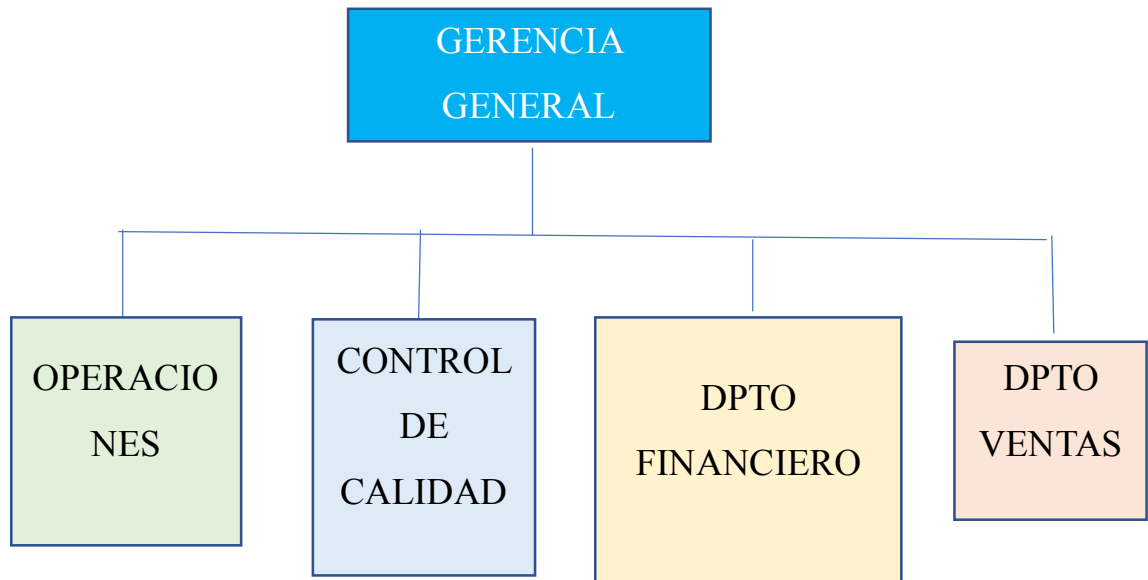 GERENCIA
GENERAL
OPERACIO
NES
CONTROL
DE
CALIDAD
DPTO
FINANCIERO
DPTO
VENTAS